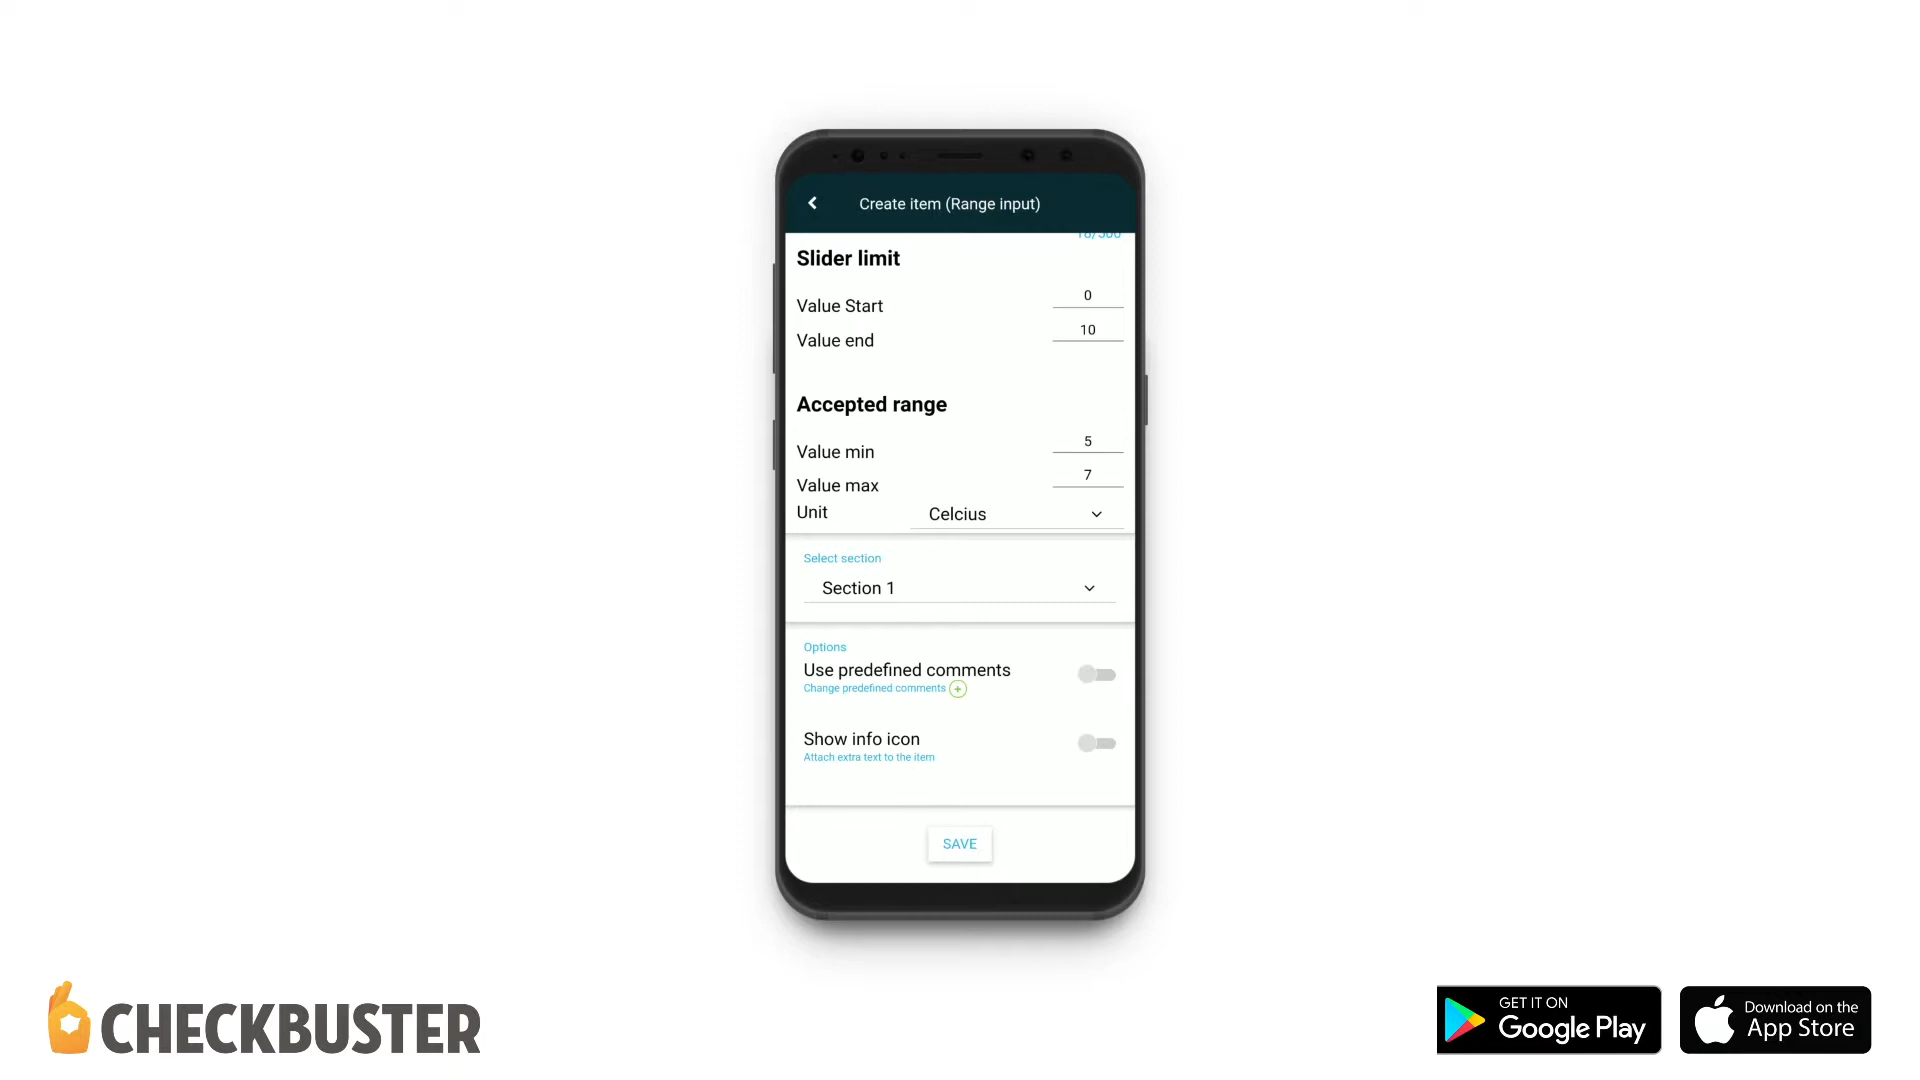 Create item (Range input)
16/300
Slider limit
Value Start 0
Value end 10
Accepted range
Value min 5
Value max 7
Unit Celcius
Select section
Section 1
Options
Use predefined comments
Change predefined comments
Show info icon
Attach extra text to the item
SAVE
CHECKBUSTER
GET IT ON
Google Play
Download on the
App Store